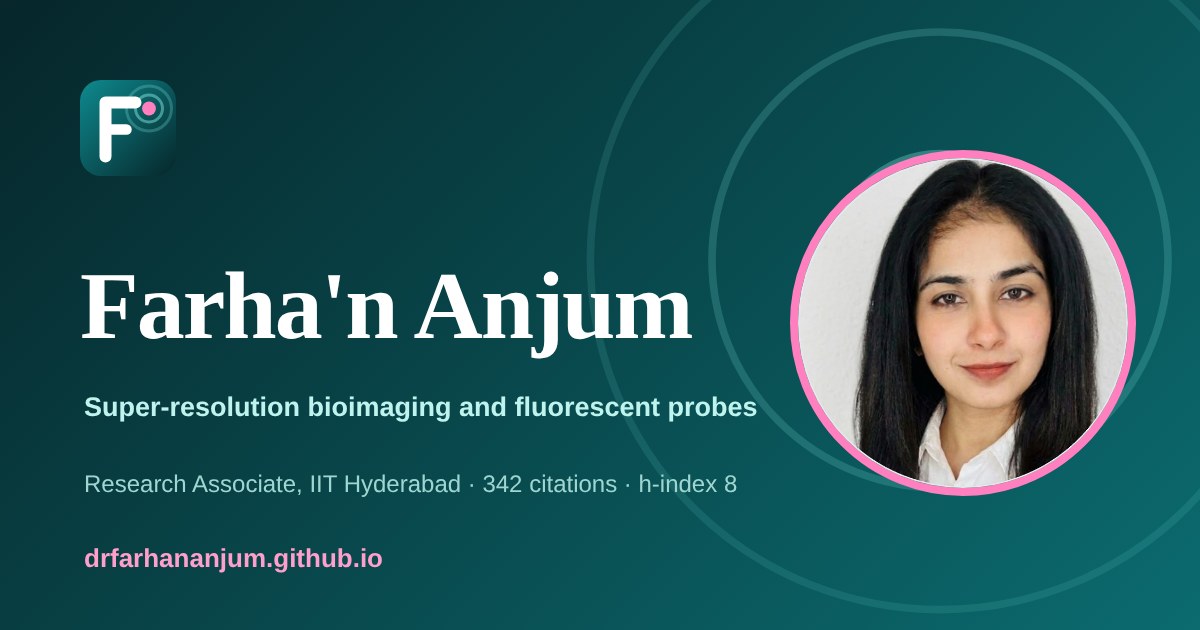 F
Farha'n Anjum
Super-resolution bioimaging and fluorescent probes
Research Associate, IIT Hyderabad · 342 citations · h-index 8
drfarhananjum.github.io